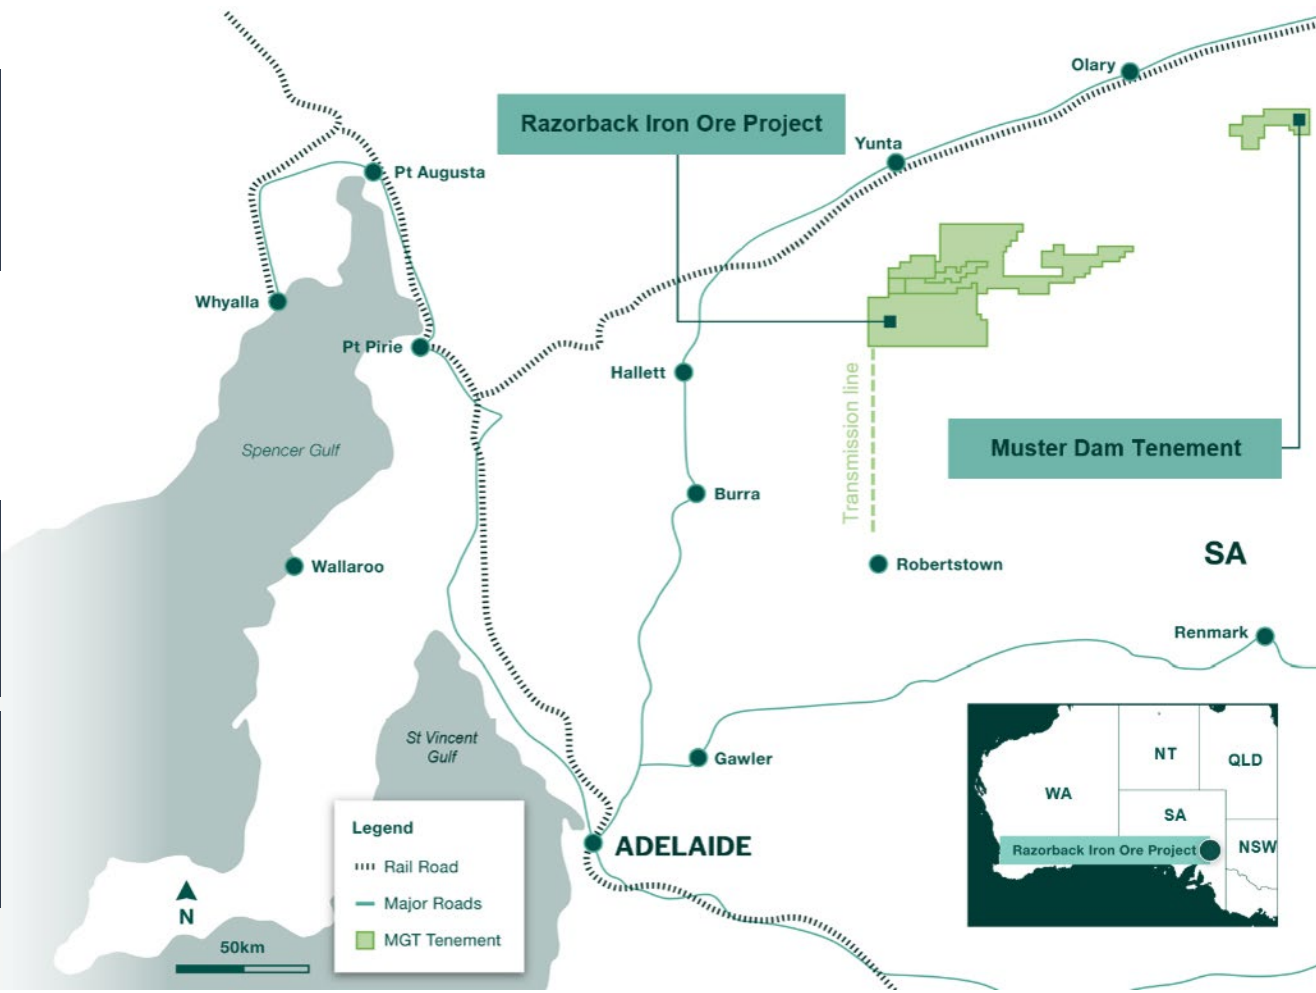 Olary
Razorback Iron Ore Project
Yunta
Pt Augusta
Whyalla
Pt Pirie
Hallett
Transmission line
Spencer Gulf
Muster Dam Tenement
Burra
SA
Wallaroo
Robertstown
Renmark
St Vincent
Gulf
Gawler
NT
QLD
WA
SA
Razorback Iron Ore Project
NSW
Legend
Rail Road
Major Roads
MGT Tenement
ADELAIDE
N
50km